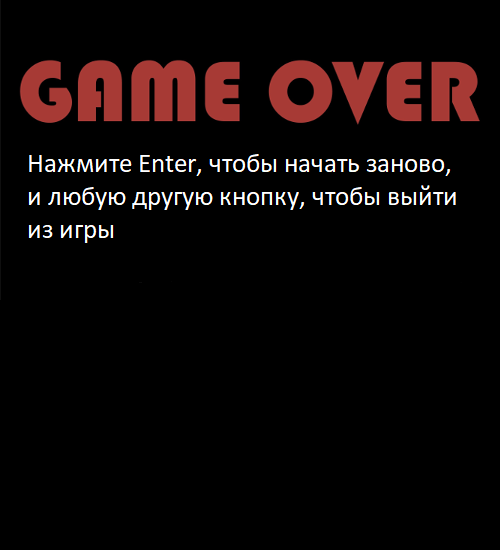 GAME OVER
Нажмите Enter, чтобы начать заново,
и любую другую кнопку, чтобы выйти
из игры